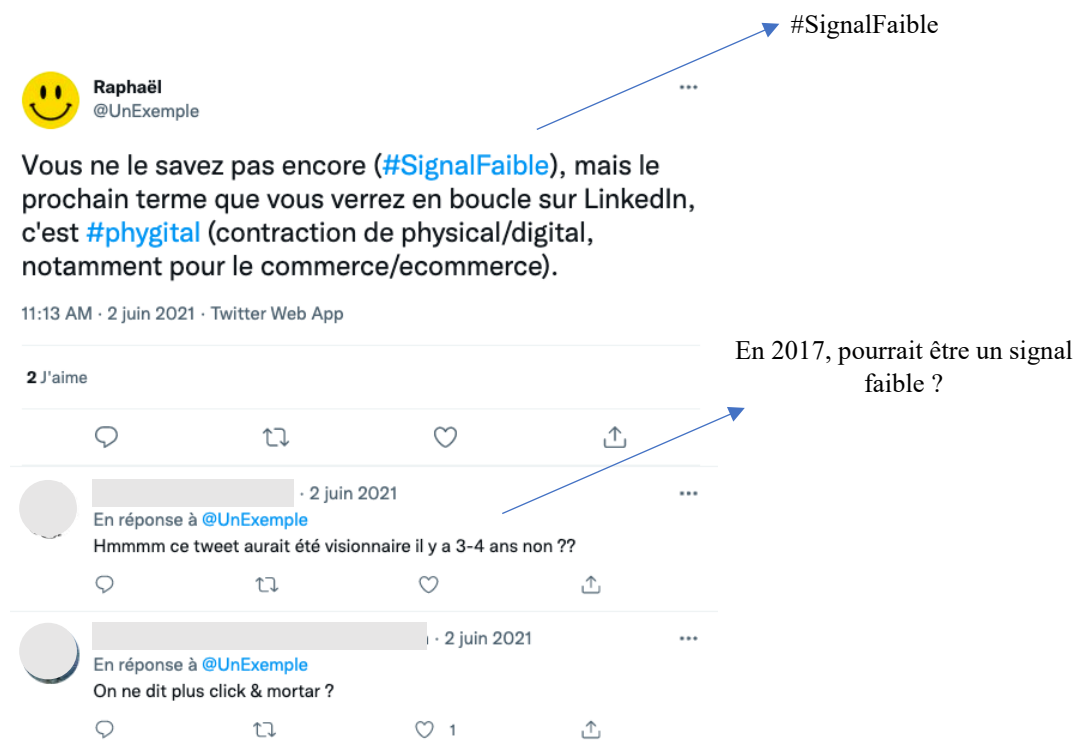 #SignalFaible
Raphaël
@UnExemple
Vous ne le savez pas encore (#SignalFaible), mais le
prochain terme que vous verrez en boucle sur LinkedIn,
c'est #phygital (contraction de physical/digital,
notamment pour le commerce/ecommerce).
11:13 AM · 2 juin 2021 · Twitter Web App
En 2017, pourrait être un signal
faible ?
2 J'aime
· 2 juin 2021
En réponse à @UnExemple
Hmmmm ce tweet aurait été visionnaire il y a 3-4 ans non ??
· 2 juin 2021
En réponse à @UnExemple
On ne dit plus click & mortar ?
1